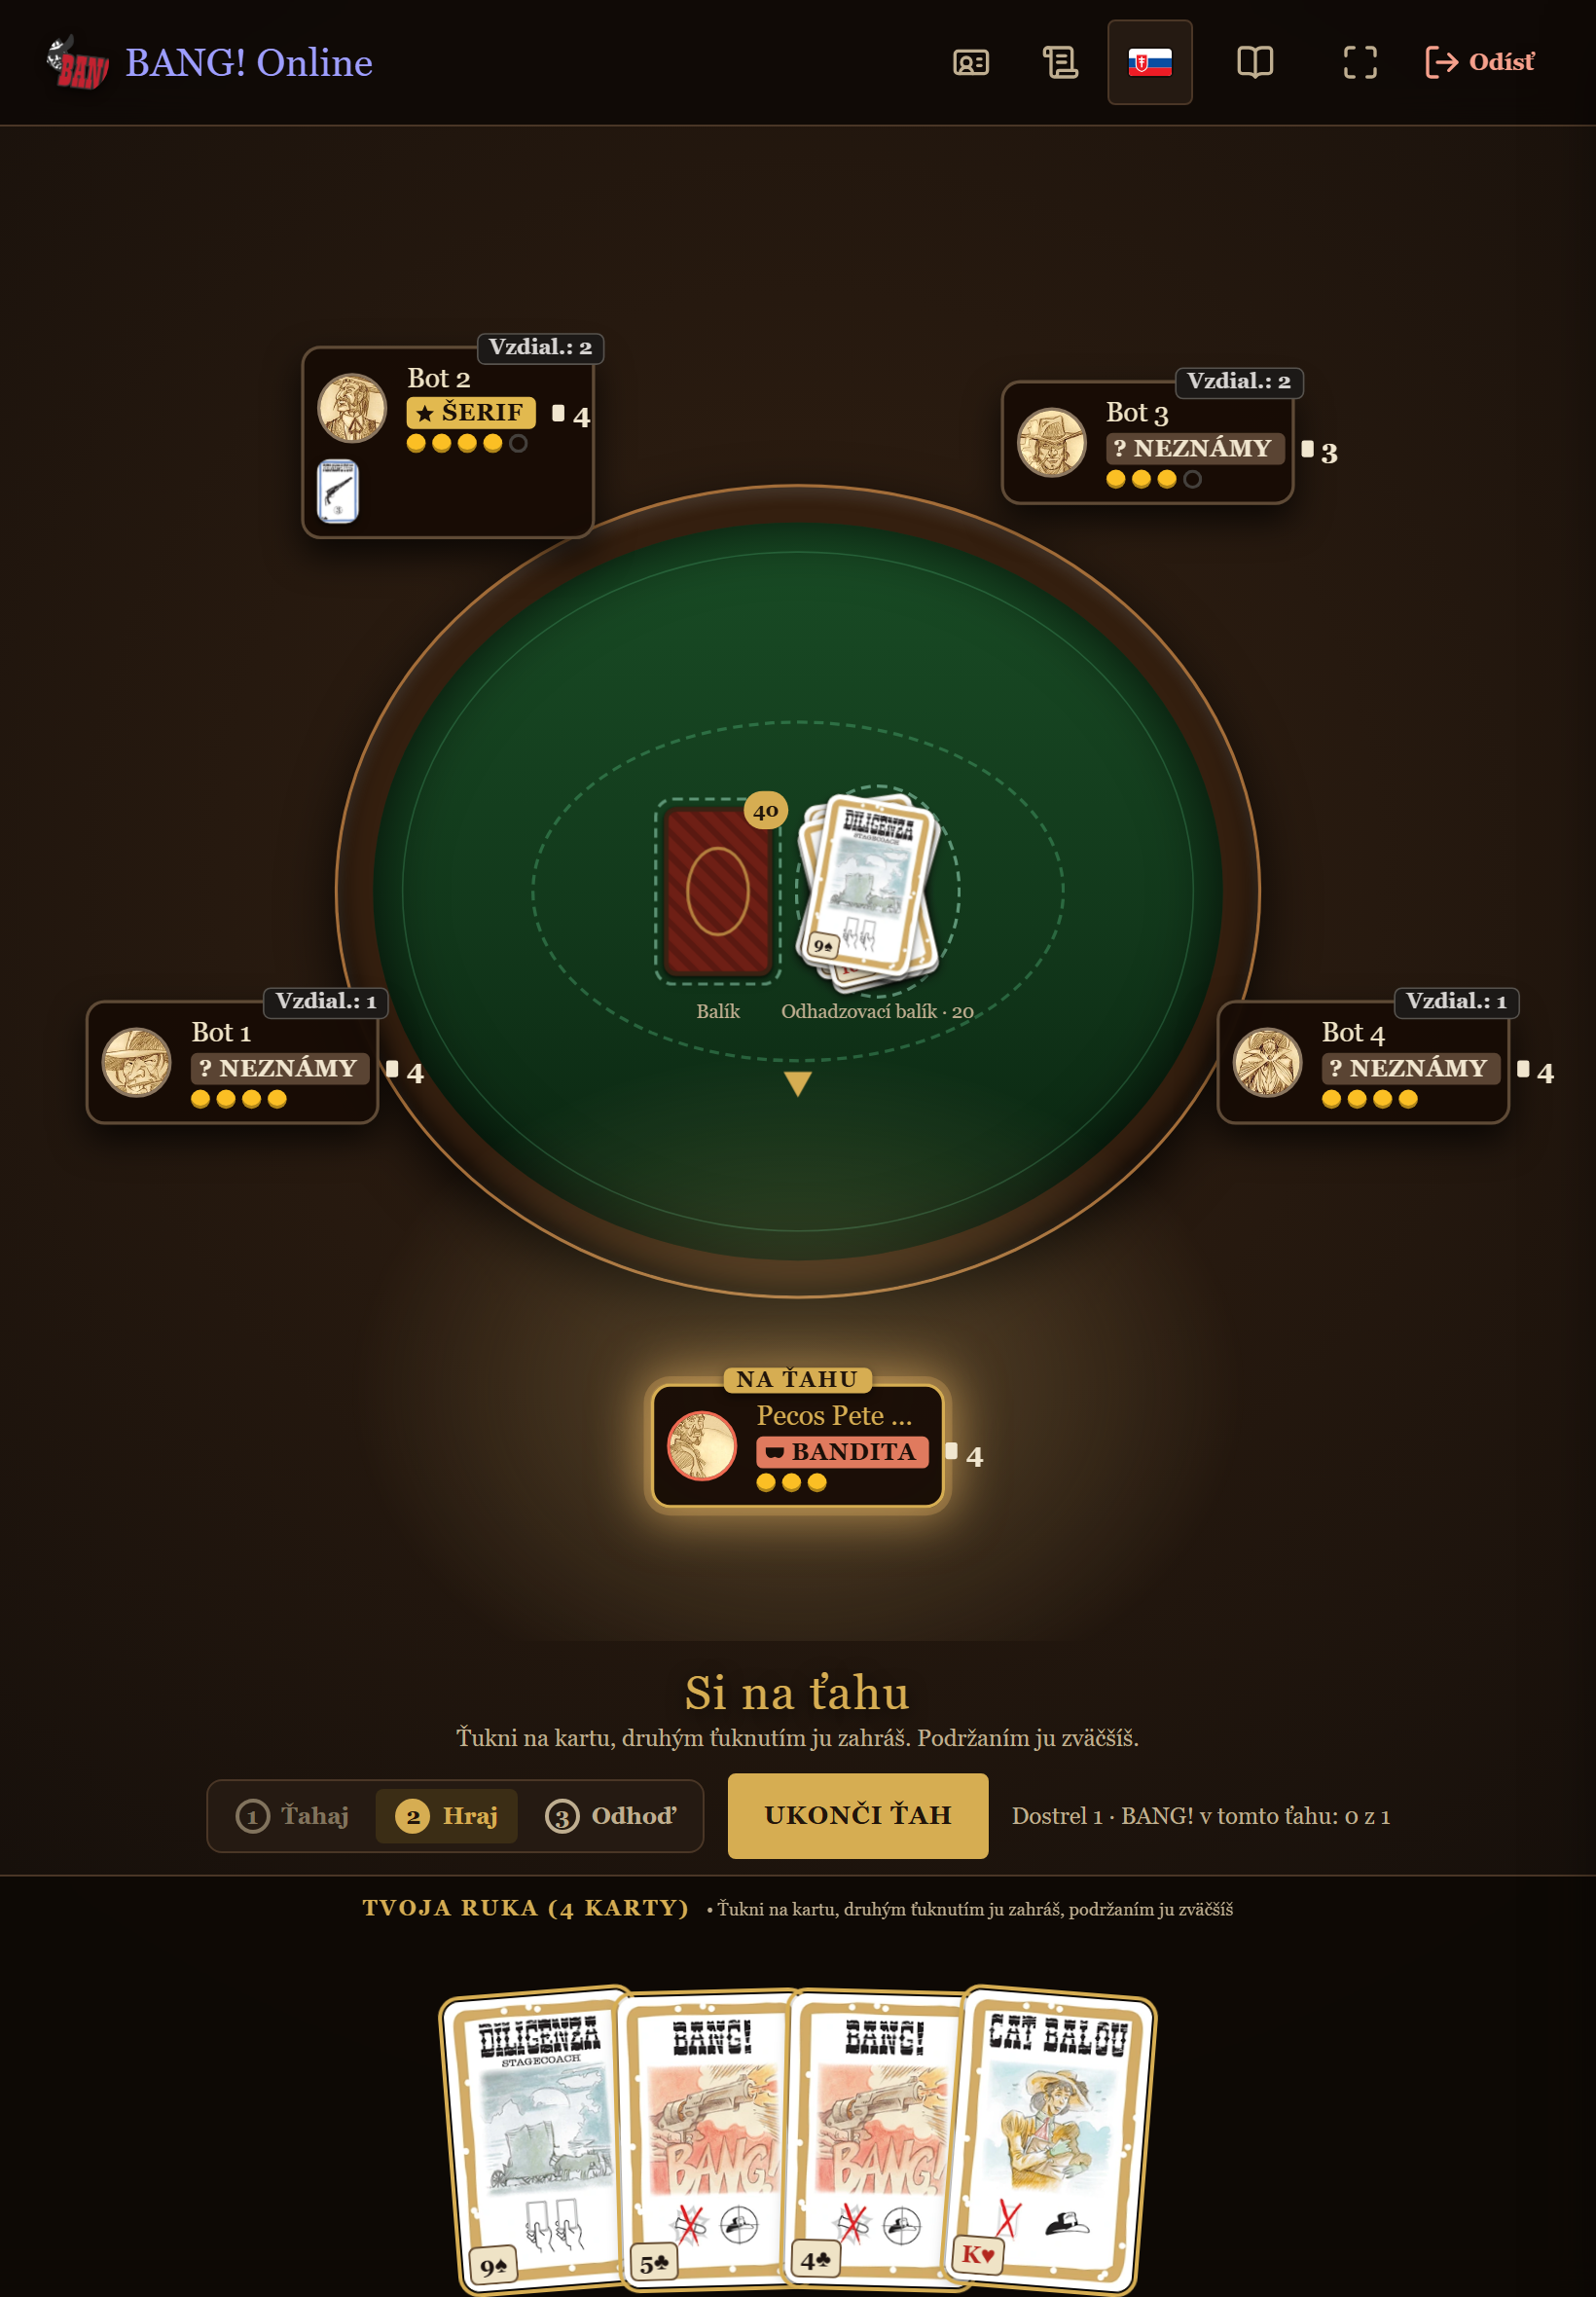 BANG! Online
Odísť
Vzdial.: 2
Bot 2
ŠERIF
4
Vzdial.: 2
Bot 3
? NEZNÁMY
3
40
DILIGENZA
STAGECOACH
9♠
Balík
Odhadzovací balík · 20
Vzdial.: 1
Bot 1
? NEZNÁMY
4
Vzdial.: 1
Bot 4
? NEZNÁMY
4
NA ŤAHU
Pecos Pete ...
BANDITA
4
Si na ťahu
Ťukni na kartu, druhým ťuknutím ju zahráš. Podržaním ju zväčšíš.
1 Ťahaj
2 Hraj
3 Odhoď
UKONČI ŤAH
Dostrel 1 · BANG! v tomto ťahu: 0 z 1
TVOJA RUKA (4 KARTY) • Ťukni na kartu, druhým ťuknutím ju zahráš, podržaním ju zväčšíš
DILIGENZA
STAGECOACH
9♠
BANG!
BANG!
5♣
BANG!
BANG!
4♣
CAT BALOU
K♥